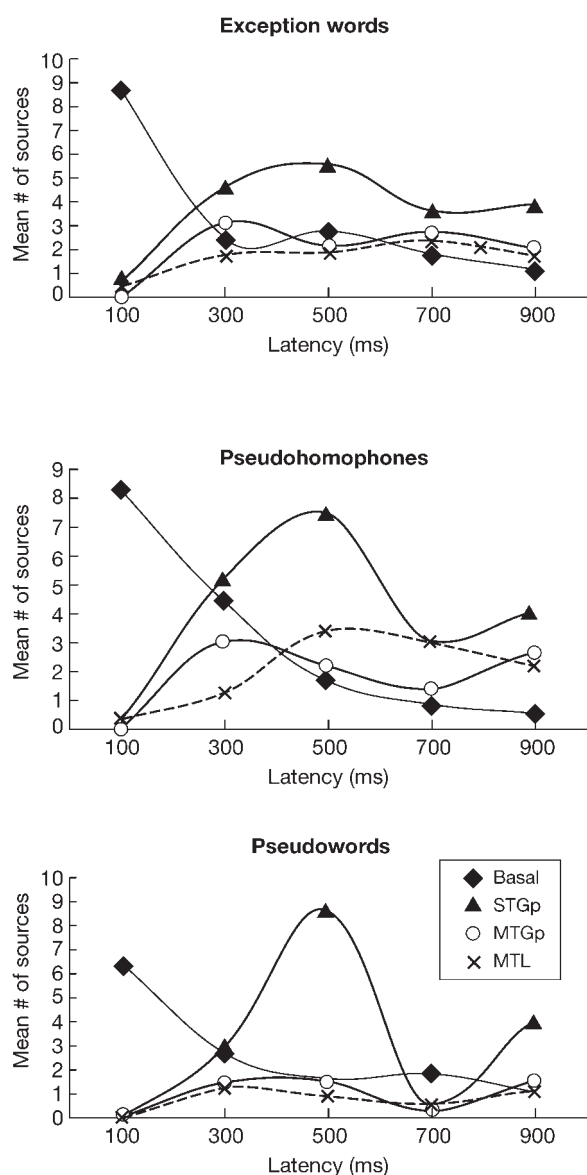 Exception words
10
9
8
7
6
5
4
3
2
1
0
Mean # of sources
100 300 500 700 900
Latency (ms)
Pseudohomophones
9
8
7
6
5
4
3
2
1
0
Mean # of sources
100 300 500 700 900
Latency (ms)
Pseudowords
10
9
8
7
6
5
4
3
2
1
0
Mean # of sources
Basal
STGp
MTGp
MTL
100 300 500 700 900
Latency (ms)